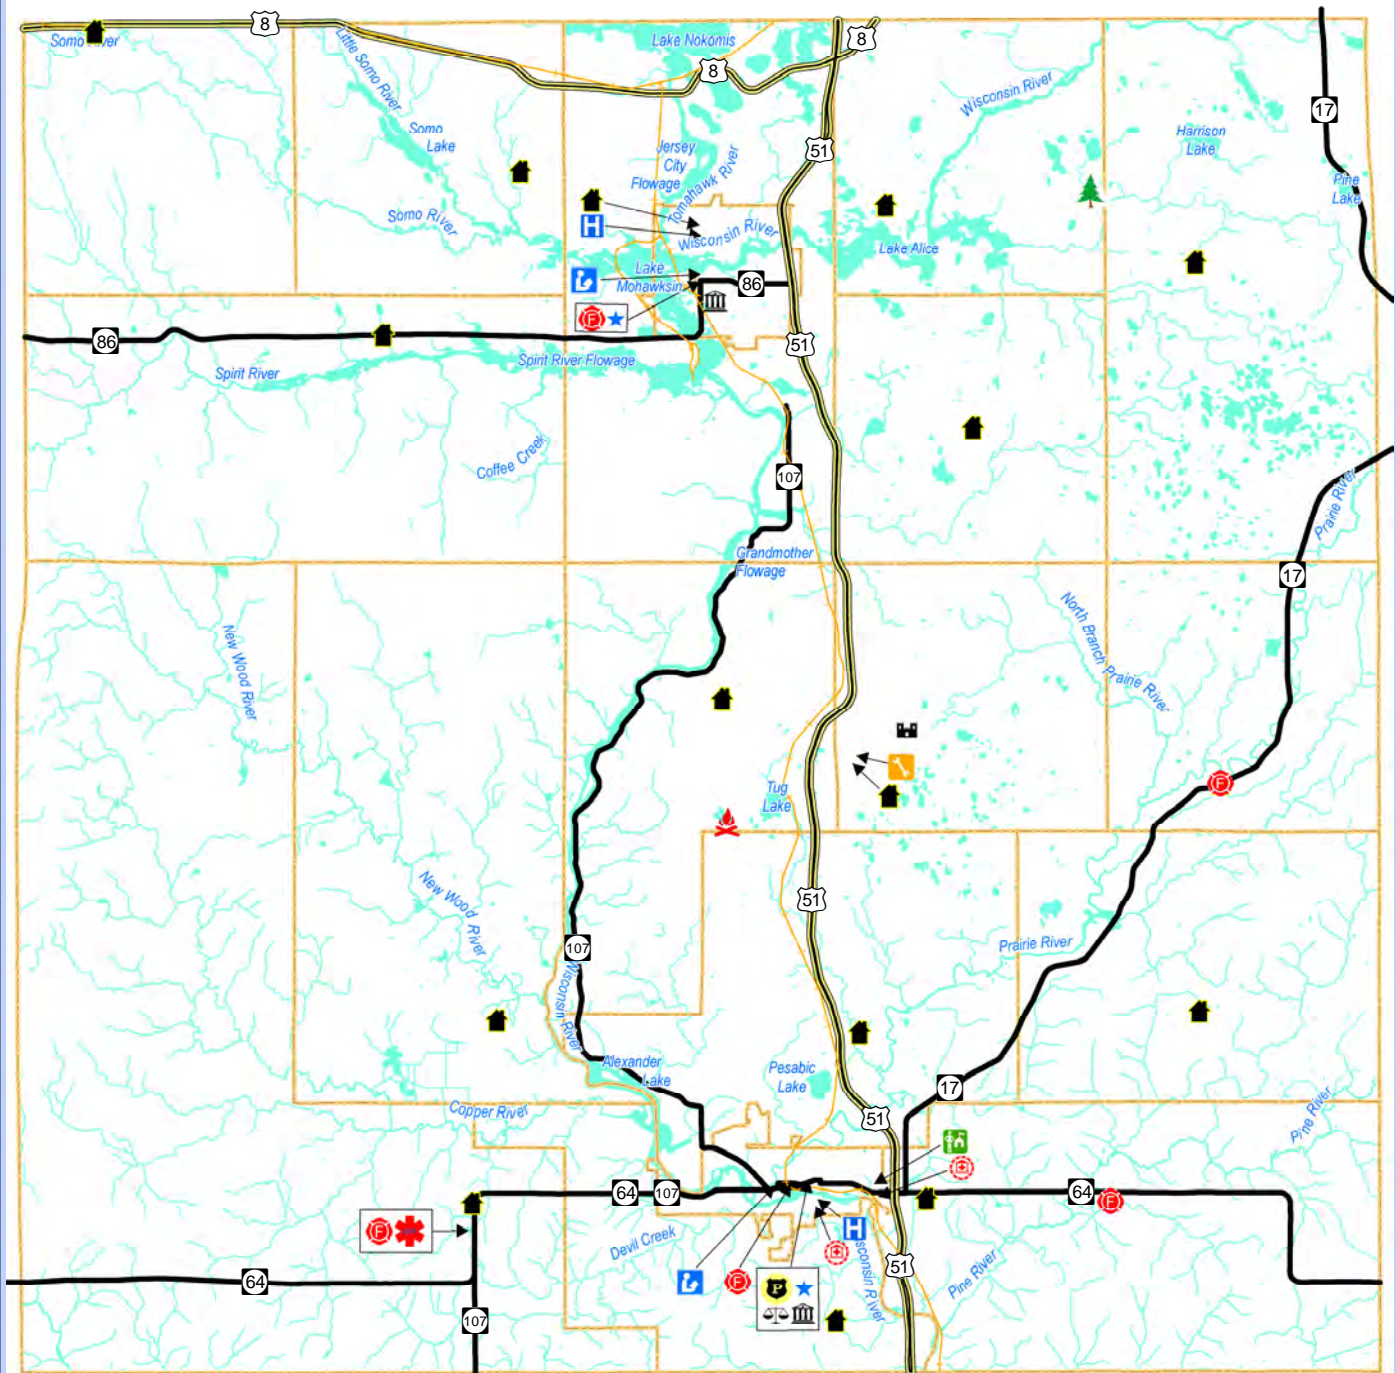 8
8
8
Somo River
Little Somo River
Lake Nokomis
Wisconsin River
17
Somo
Lake
Harrison
Lake
51
Jersey
City
Flowage
Tomahawk River
Pine
Lake
Somo River
Wisconsin River
H
Lake Alice
Lake
Mohawksin
86
F
86
51
Spirit River
Spirit River Flowage
Coffee Creek
107
Prairie River
Grandmother
Flowage
17
New Wood River
North Branch Prairie River
Tug
Lake
F
New Wood
River
51
107
Prairie River
Wisconsin River
Alexander
Lake
Pesabic
Lake
17
Copper River
51
Pine River
64
107
64
F
F
Devil Creek
H
64
F
51
Pine River
P
107